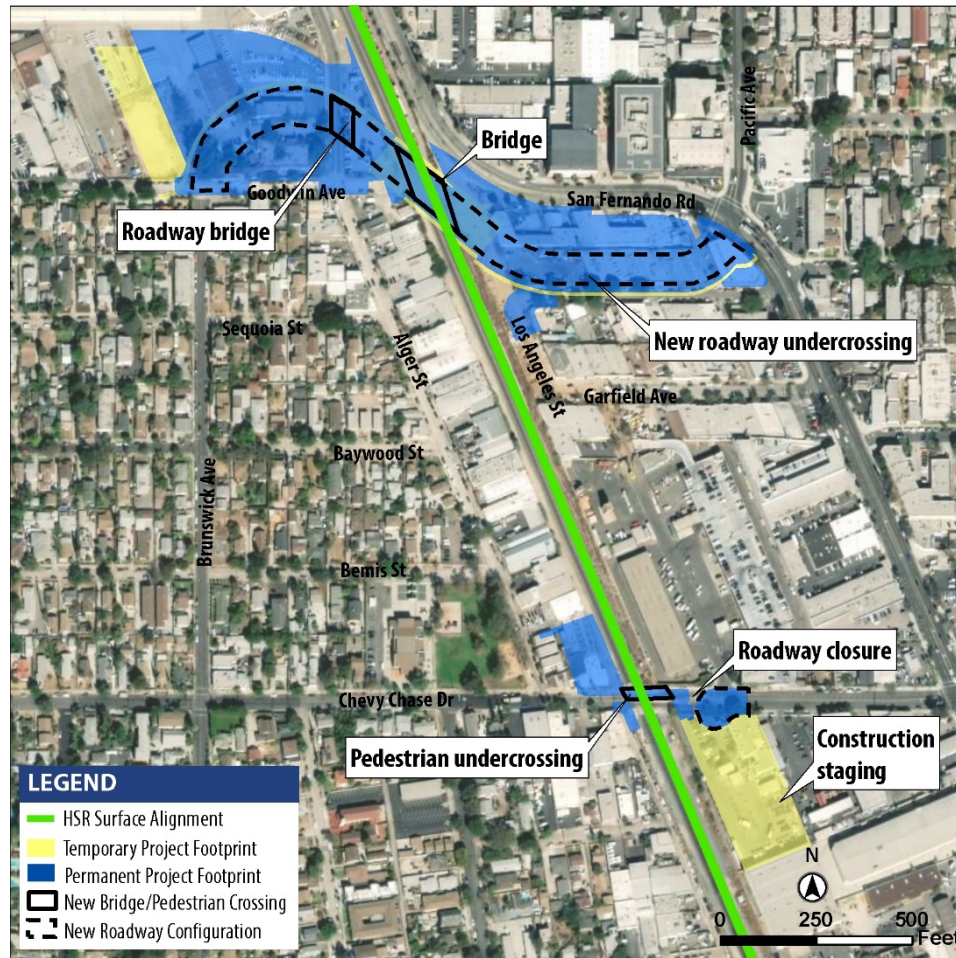 Pacific Ave
Bridge
San Fernando Rd
Goodwin Ave
Roadway bridge
New roadway undercrossing
Sequoia St
Alger St
Los Angeles St
Garfield Ave
Baywood St
Brunswick Ave
Bemis St
Roadway closure
Chevy Chase Dr
Pedestrian undercrossing
Construction
staging
LEGEND
HSR Surface Alignment
Temporary Project Footprint
Permanent Project Footprint
New Bridge/Pedestrian Crossing
New Roadway Configuration
N
0 250 500
Feet